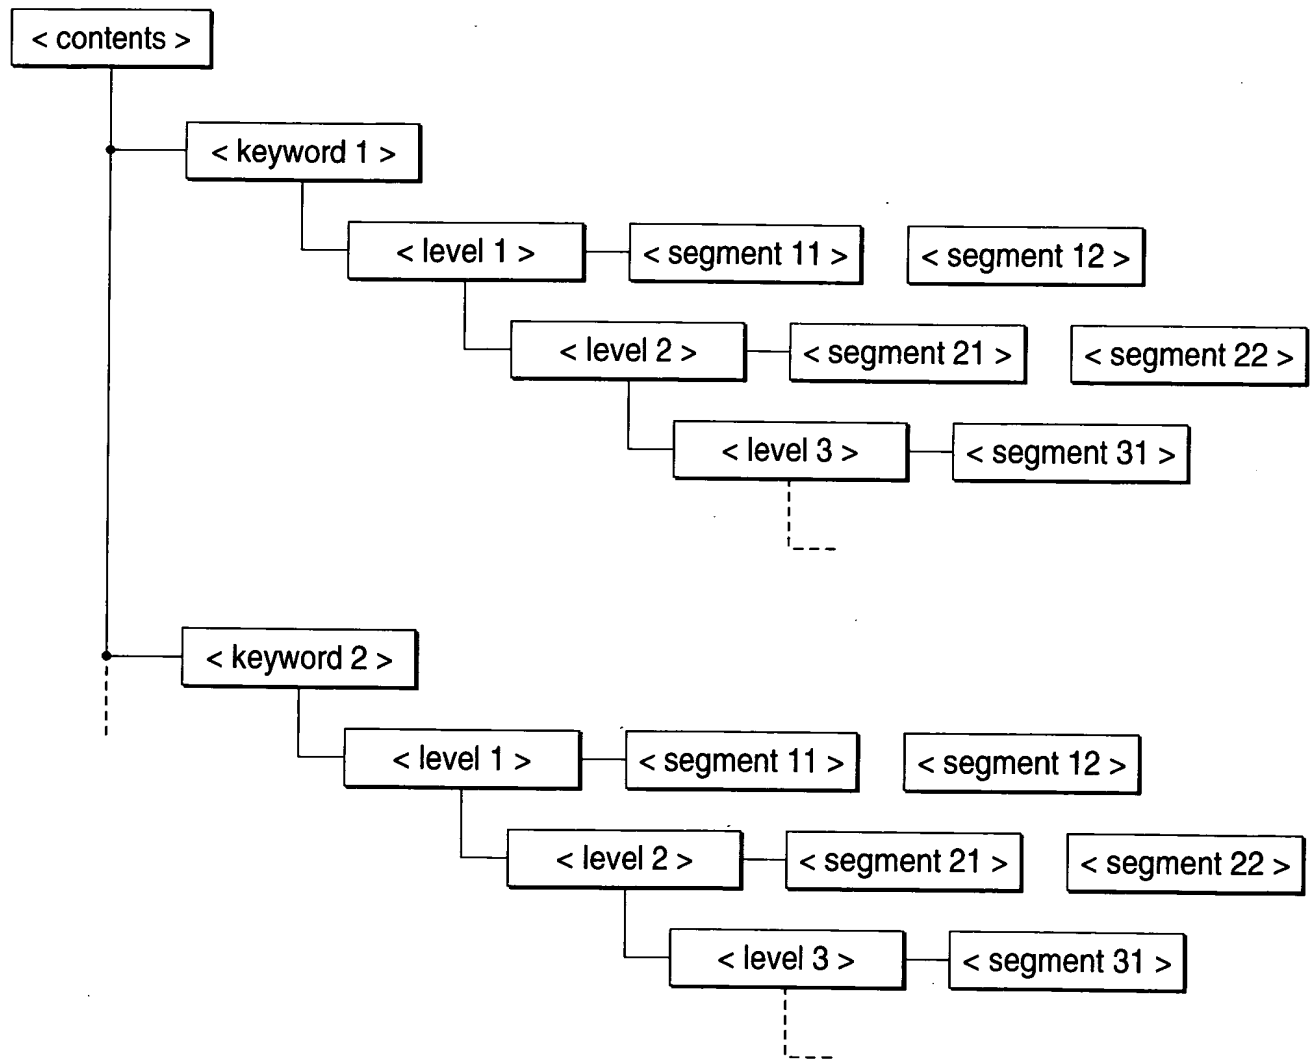 < contents >
< keyword 1 >
< level 1 > < segment 11 > < segment 12 >
< level 2 > < segment 21 > < segment 22 >
< level 3 > < segment 31 >
< keyword 2 >
< level 1 > < segment 11 > < segment 12 >
< level 2 > < segment 21 > < segment 22 >
< level 3 > < segment 31 >